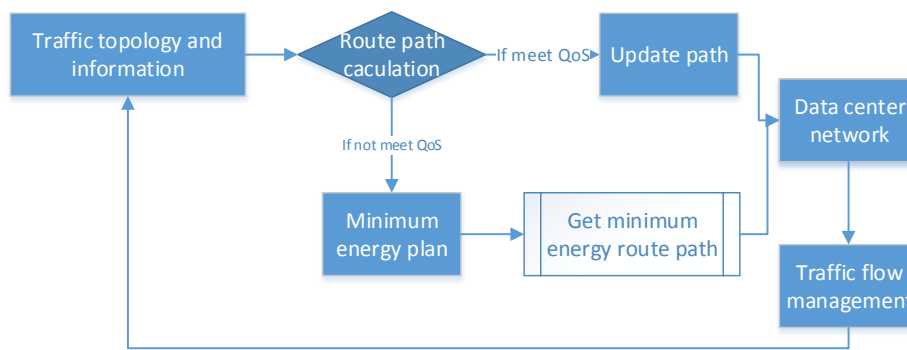 Traffic topology and
information
Route path
caculation
If meet QoS
Update path
Data center
network
If not meet QoS
Minimum
energy plan
Get minimum
energy route path
Traffic flow
management